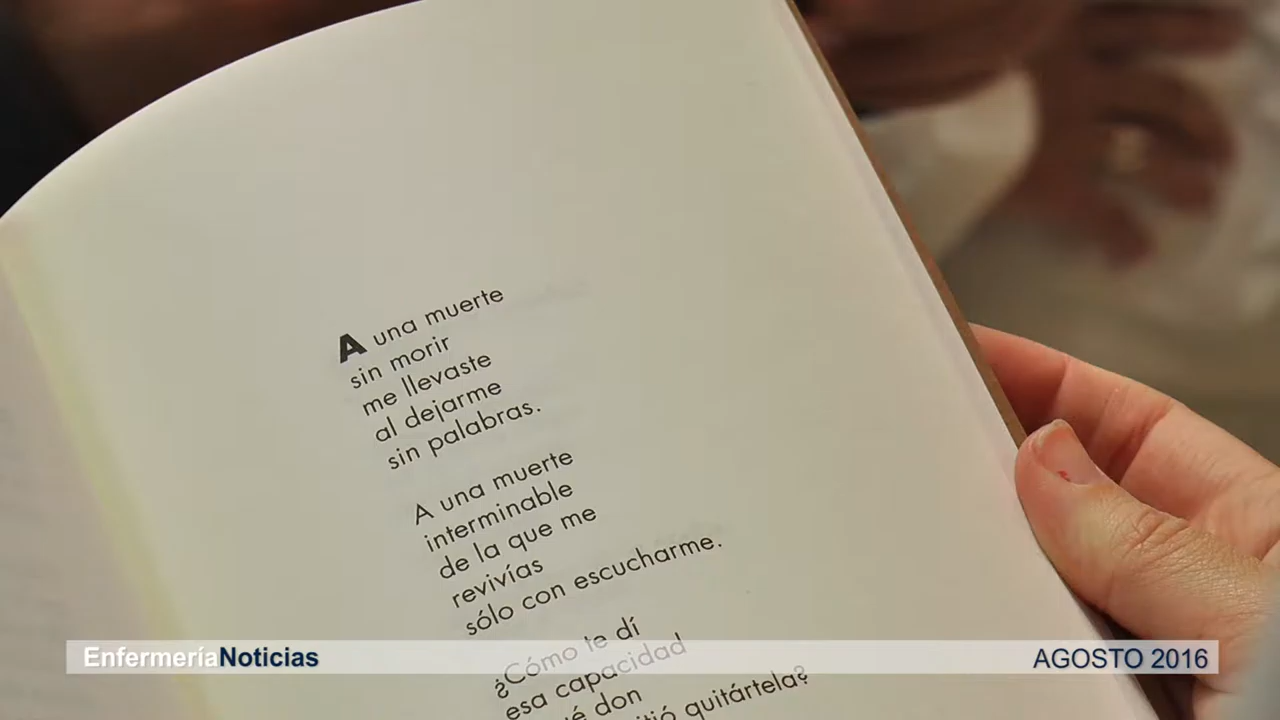 A una muerte
sin morir
me llevaste
al dejarme
sin palabras.
A una muerte
interminable
de la que me
revivías
sólo con escucharme.
¿Cómo te dí
esa capacidad
don
quitártela?
EnfermeríaNoticias
AGOSTO 2016